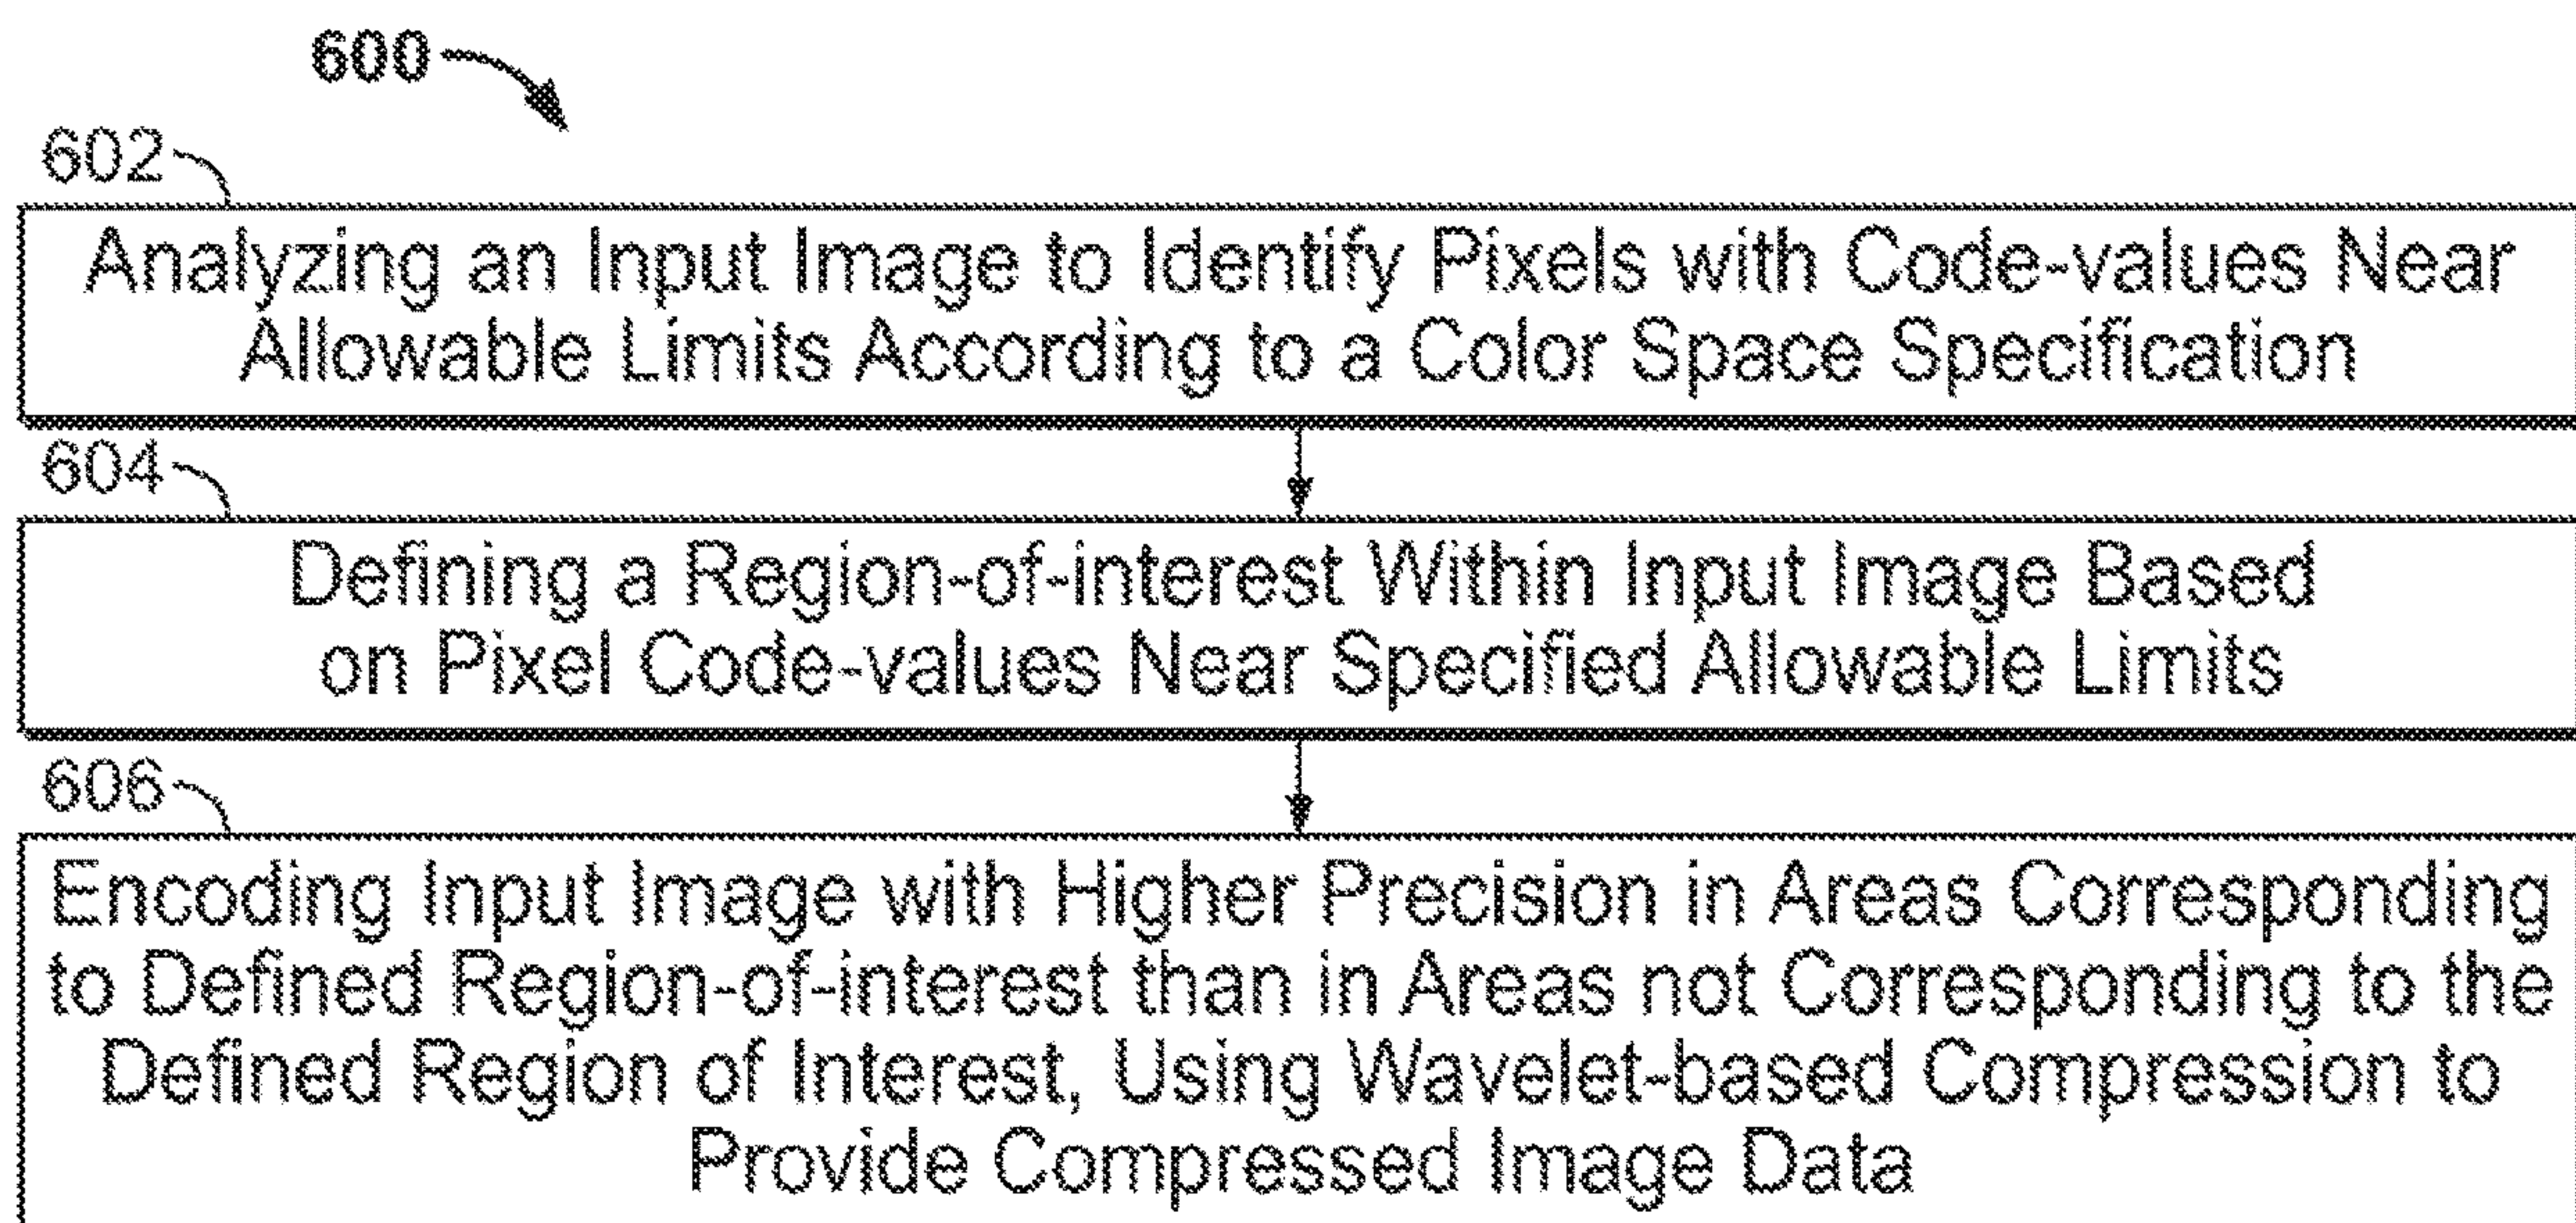 600
602
Analyzing an Input Image to Identify Pixels with Code-values Near
Allowable Limits According to a Color Space Specification
604
Defining a Region-of-interest Within Input Image Based
on Pixel Code-values Near Specified Allowable Limits
606
Encoding Input Image with Higher Precision in Areas Corresponding
to Defined Region-of-interest than in Areas not Corresponding to the
Defined Region of Interest, Using Wavelet-based Compression to
Provide Compressed Image Data